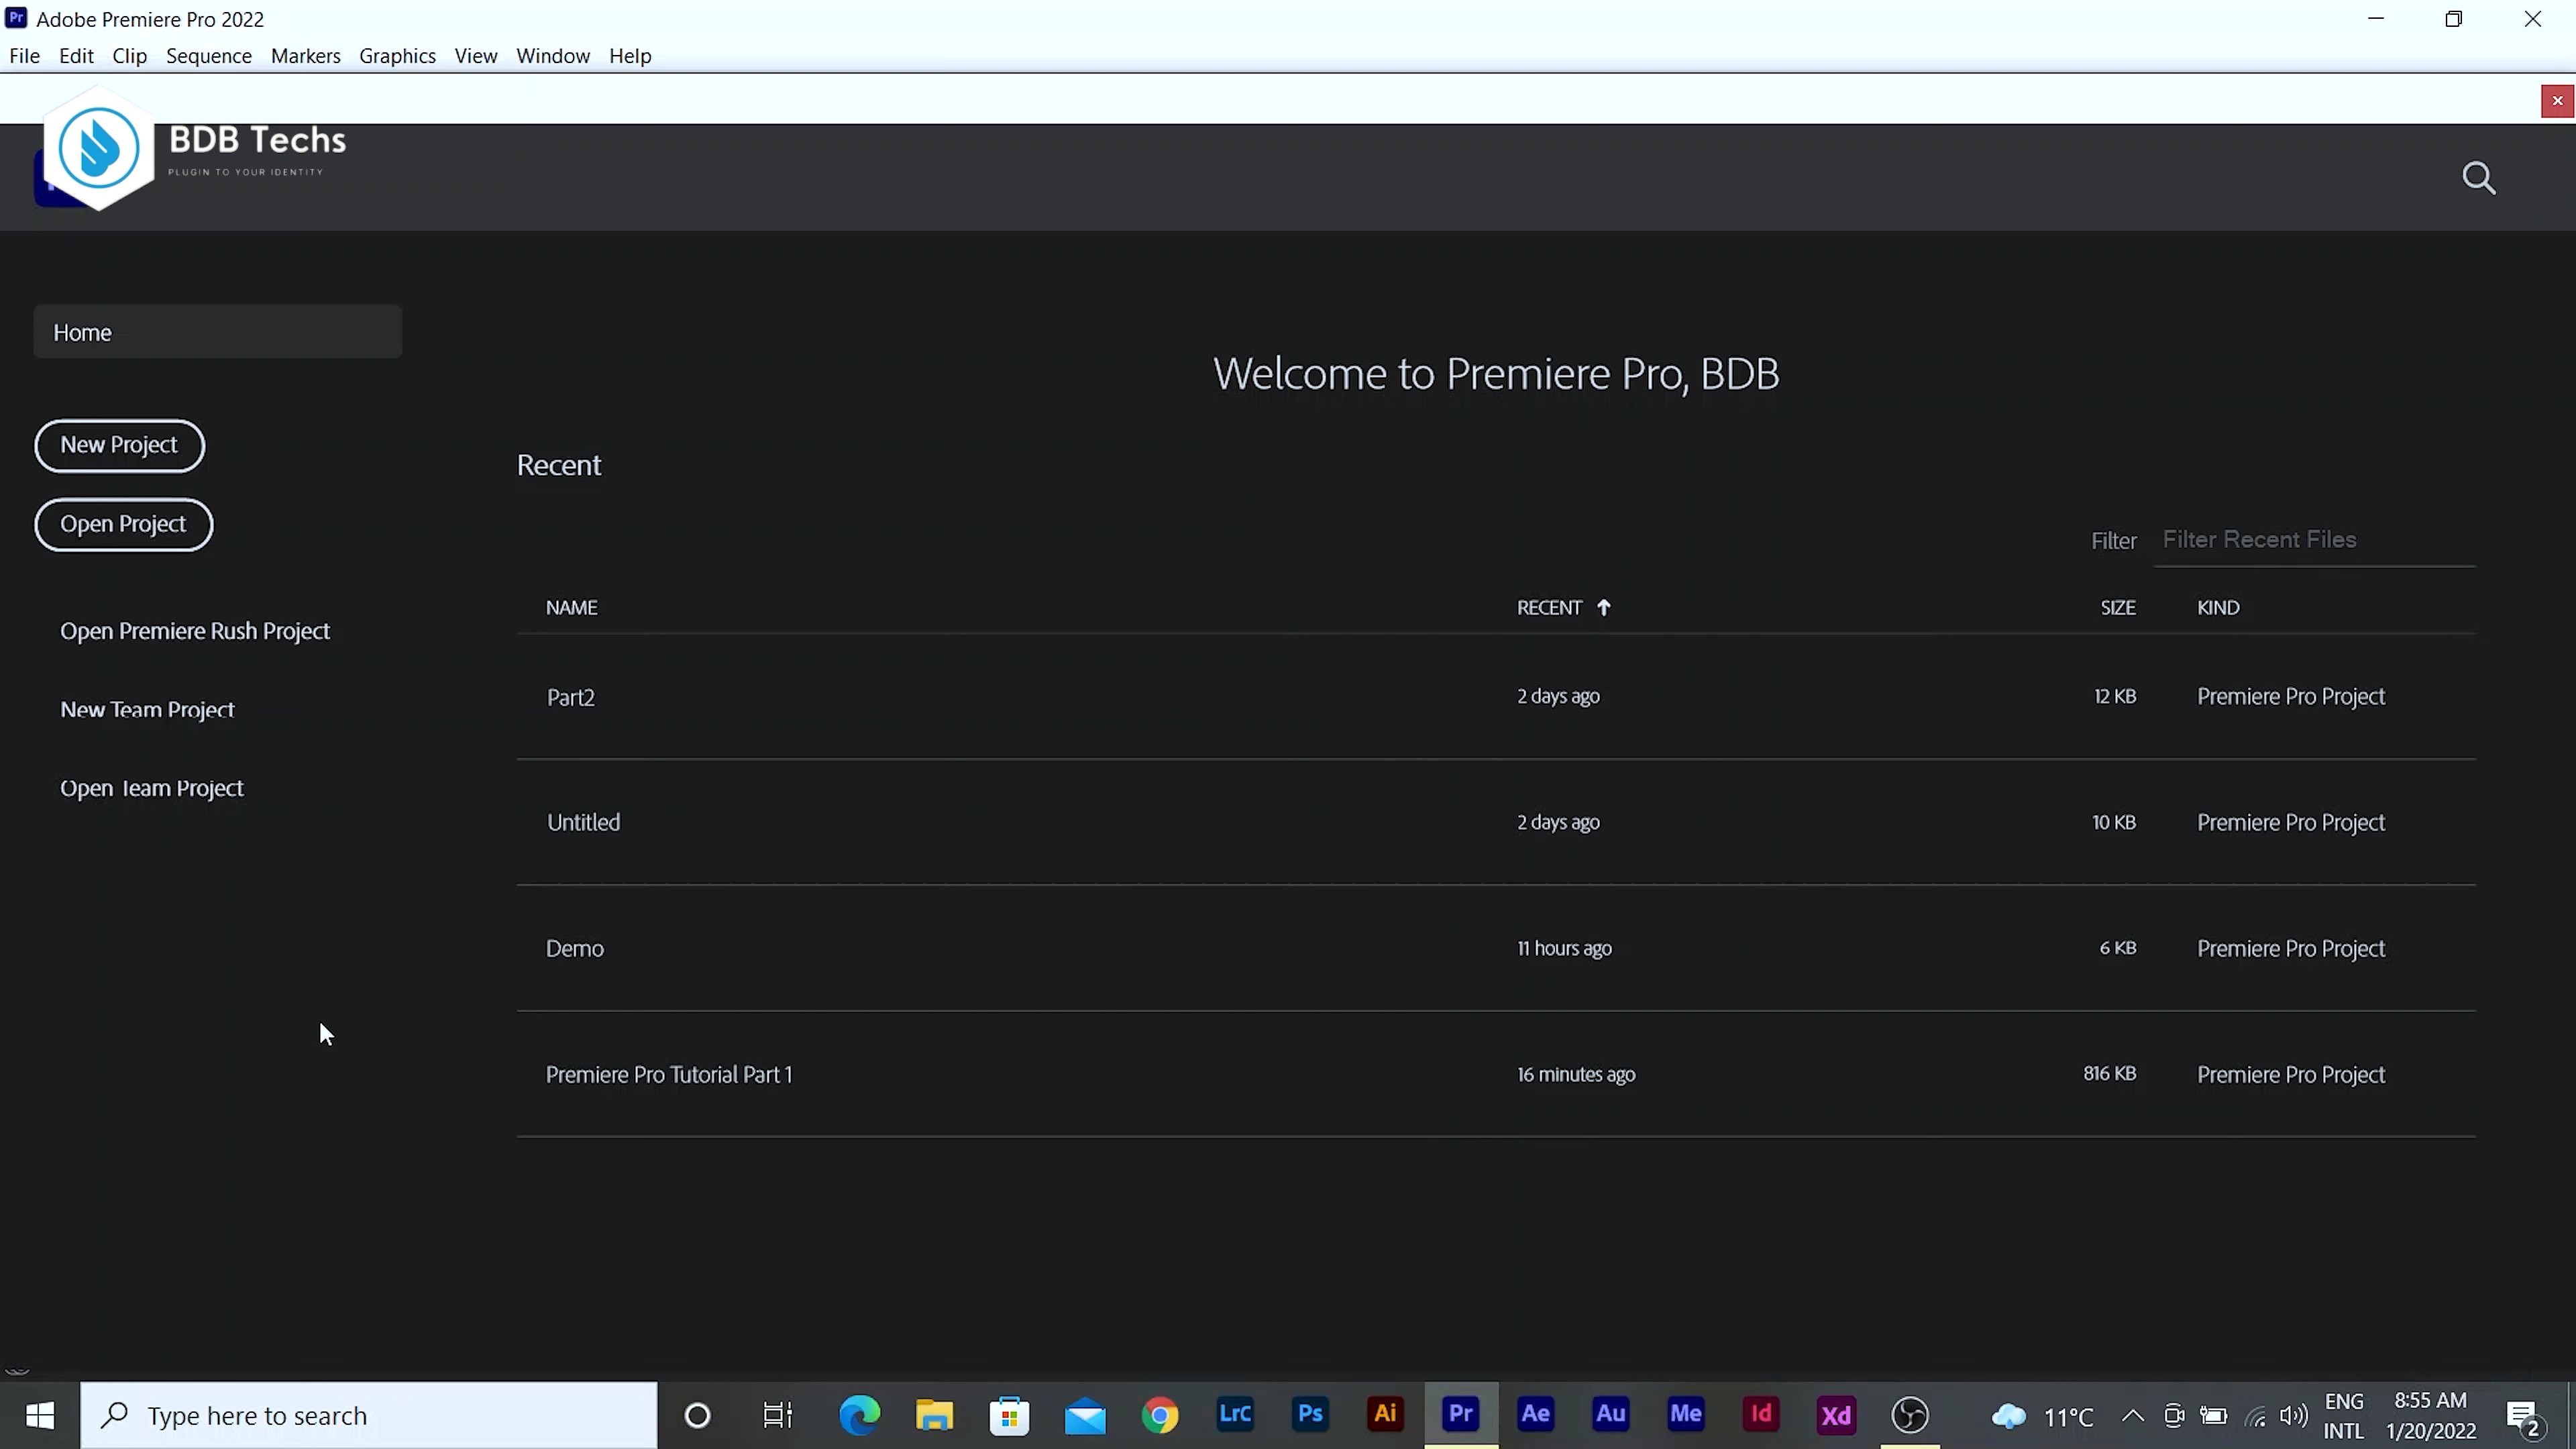 Pr Adobe Premiere Pro 2022
File Edit Clip Sequence Markers Graphics View Window Help
BDB Techs
PLUGIN TO YOUR IDENTITY
Home
Welcome to Premiere Pro, BDB
New Project
Recent
Open Project
Filter Filter Recent Files
NAME RECENT SIZE KIND
Open Premiere Rush Project
Part2 2 days ago 12 KB Premiere Pro Project
New Team Project
Open Team Project
Untitled 2 days ago 10 KB Premiere Pro Project
Demo 11 hours ago 6 KB Premiere Pro Project
Premiere Pro Tutorial Part 1 16 minutes ago 816 KB Premiere Pro Project
Type here to search LrC Ps Ai Pr Ae Au Me Id Xd 11°C ENG 8:55 AM
INTL 1/20/2022 2